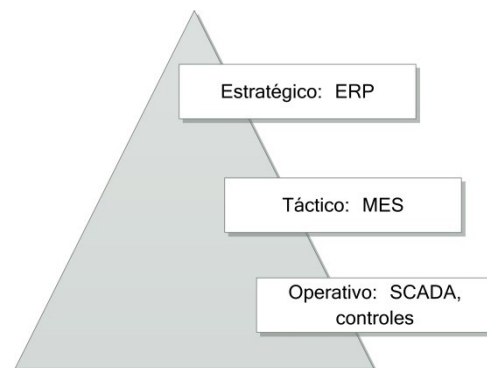 Estratégico: ERP
Táctico: MES
Operativo: SCADA,
controles